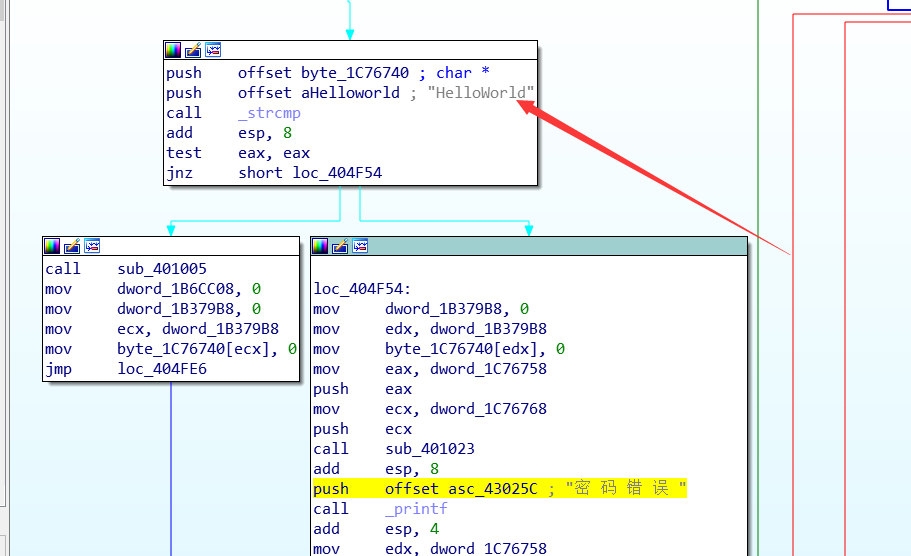 push offset byte_1C76740 ; char *
push offset aHelloworld ; "HelloWorld"
call _strcmp
add esp, 8
test eax, eax
jnz short loc_404F54
call sub_401005
mov dword_1B6CC08, 0
mov dword_1B379B8, 0
mov ecx, dword_1B379B8
mov byte_1C76740[ecx], 0
jmp loc_404FE6
loc_404F54:
mov dword_1B379B8, 0
mov edx, dword_1B379B8
mov byte_1C76740[edx], 0
mov eax, dword_1C76758
push eax
mov ecx, dword_1C76768
push ecx
call sub_401023
add esp, 8
push offset asc_43025C ; "密 码 错 误 "
call _printf
add esp, 4
mov edx, dword_1C76758